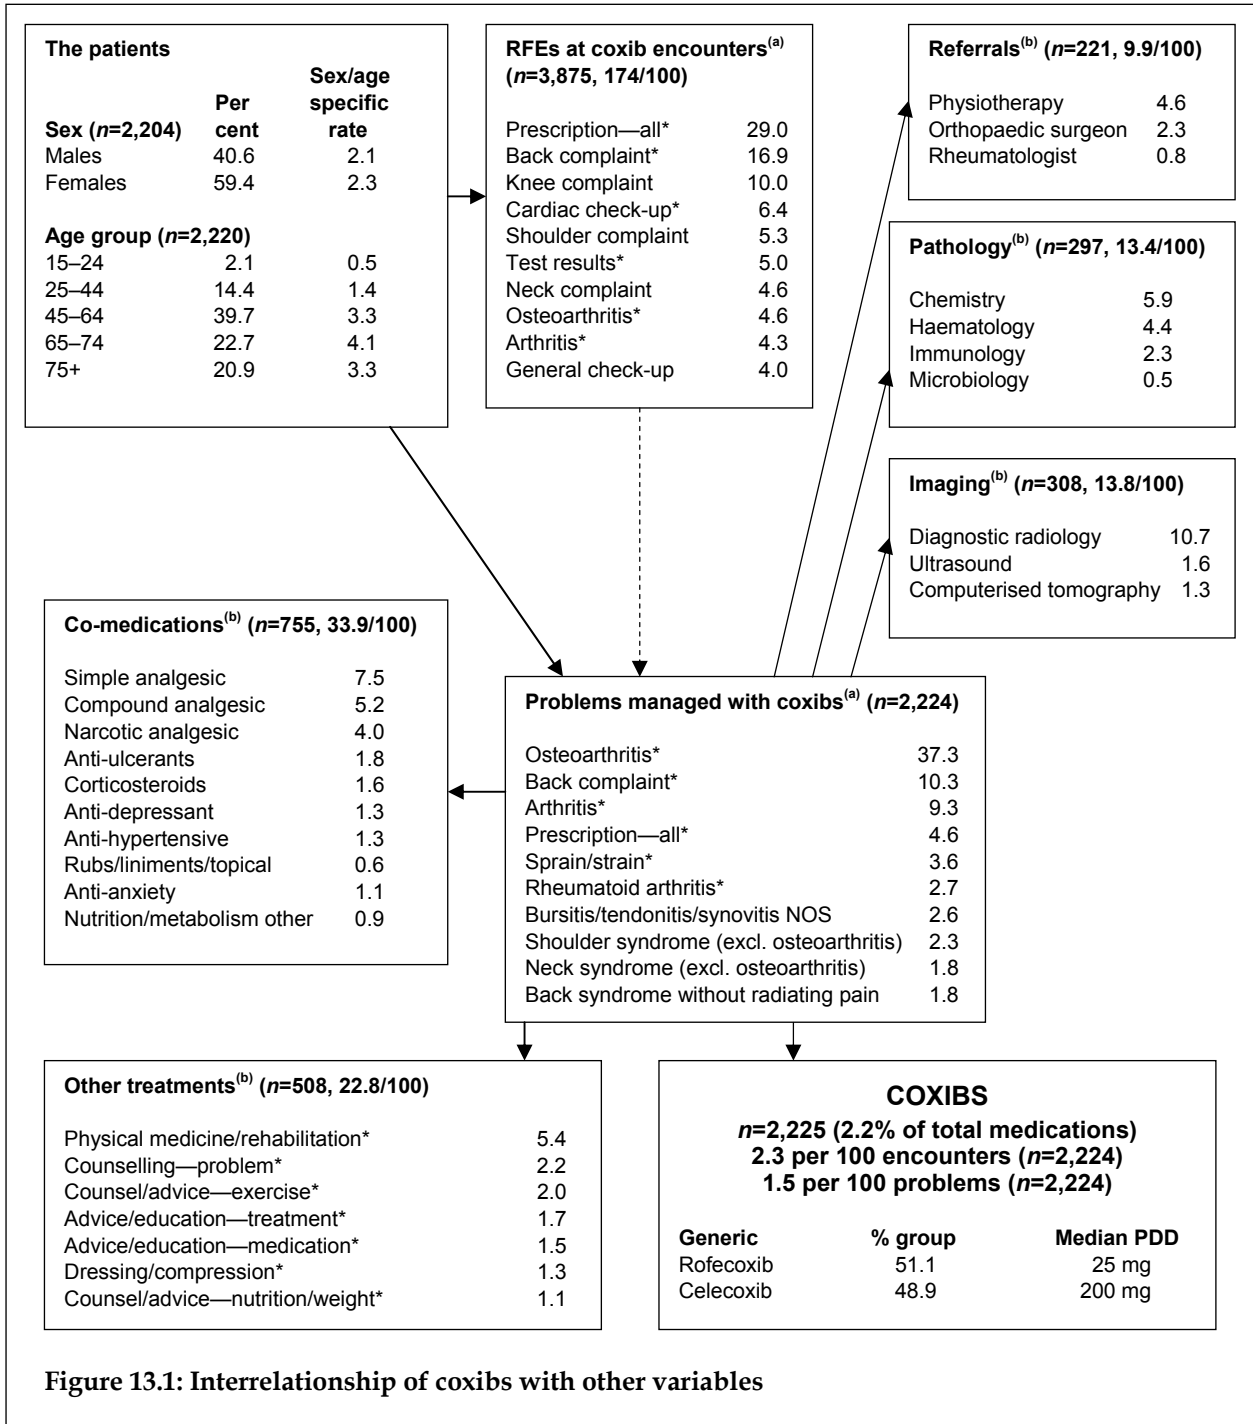 The patients
Sex/age
Per specific
Sex (n=2,204) cent rate
Males 40.6 2.1
Females 59.4 2.3
Age group (n=2,220)
15–24 2.1 0.5
25–44 14.4 1.4
45–64 39.7 3.3
65–74 22.7 4.1
75+ 20.9 3.3
RFEs at coxib encounters(a)
(n=3,875, 174/100)
Prescription—all* 29.0
Back complaint* 16.9
Knee complaint 10.0
Cardiac check-up* 6.4
Shoulder complaint 5.3
Test results* 5.0
Neck complaint 4.6
Osteoarthritis* 4.6
Arthritis* 4.3
General check-up 4.0
Referrals(b) (n=221, 9.9/100)
Physiotherapy 4.6
Orthopaedic surgeon 2.3
Rheumatologist 0.8
Pathology(b) (n=297, 13.4/100)
Chemistry 5.9
Haematology 4.4
Immunology 2.3
Microbiology 0.5
Imaging(b) (n=308, 13.8/100)
Diagnostic radiology 10.7
Ultrasound 1.6
Computerised tomography 1.3
Co-medications(b) (n=755, 33.9/100)
Simple analgesic 7.5
Compound analgesic 5.2
Narcotic analgesic 4.0
Anti-ulcerants 1.8
Corticosteroids 1.6
Anti-depressant 1.3
Anti-hypertensive 1.3
Rubs/liniments/topical 0.6
Anti-anxiety 1.1
Nutrition/metabolism other 0.9
Problems managed with coxibs(a) (n=2,224)
Osteoarthritis* 37.3
Back complaint* 10.3
Arthritis* 9.3
Prescription—all* 4.6
Sprain/strain* 3.6
Rheumatoid arthritis* 2.7
Bursitis/tendonitis/synovitis NOS 2.6
Shoulder syndrome (excl. osteoarthritis) 2.3
Neck syndrome (excl. osteoarthritis) 1.8
Back syndrome without radiating pain 1.8
Other treatments(b) (n=508, 22.8/100)
Physical medicine/rehabilitation* 5.4
Counselling—problem* 2.2
Counsel/advice—exercise* 2.0
Advice/education—treatment* 1.7
Advice/education—medication* 1.5
Dressing/compression* 1.3
Counsel/advice—nutrition/weight* 1.1
COXIBS
n=2,225 (2.2% of total medications)
2.3 per 100 encounters (n=2,224)
1.5 per 100 problems (n=2,224)
Generic % group Median PDD
Rofecoxib 51.1 25 mg
Celecoxib 48.9 200 mg
Figure 13.1: Interrelationship of coxibs with other variables